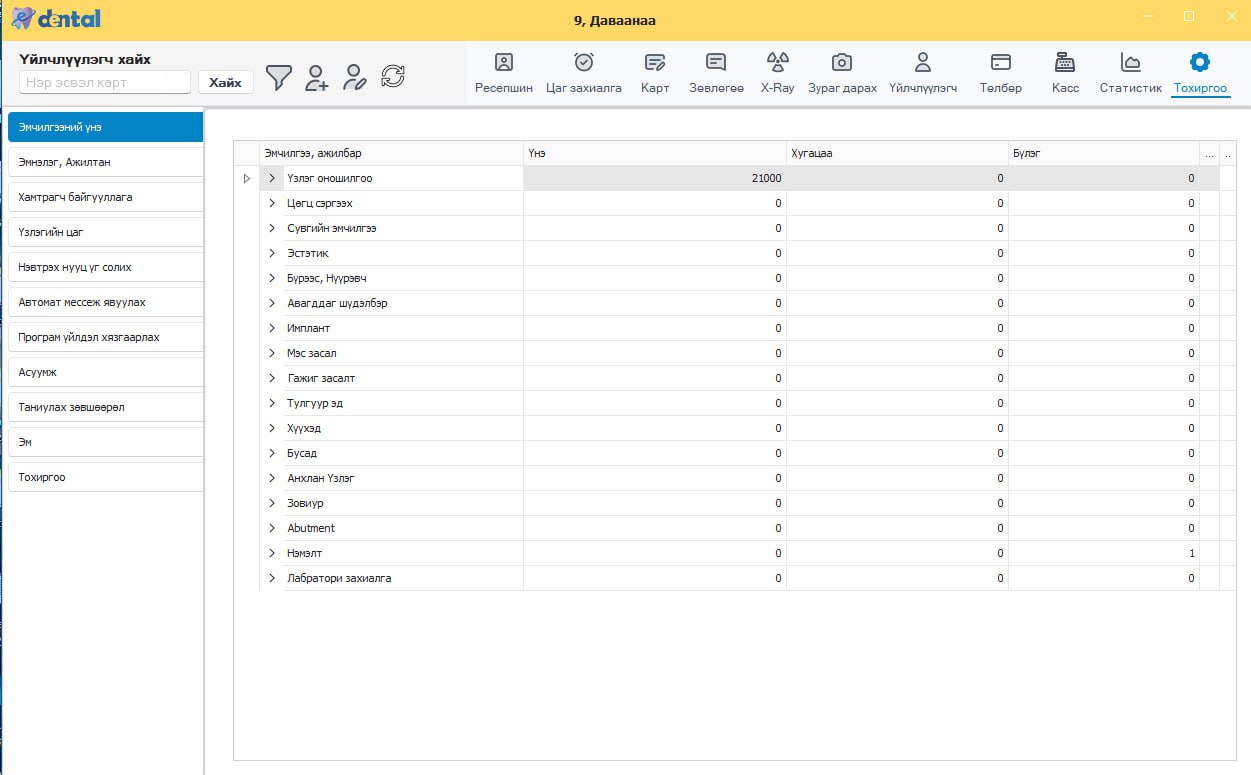 dental
9, Даваанаа
Үйлчлүүлэгч хайх
Нэр эсвэл карт
Хайх
Ресепшин
Цаг захиалга
Карт
Зөвлөгөө
X-Ray
Зураг дарах
Үйлчлүүлэгч
Төлбөр
Касс
Статистик
Тохиргоо
Эмчилгээний үнэ
Эмнэлэг, Ажилтан
Хамтрагч байгууллага
Үзлэгийн цаг
Нэвтрэх нууц үг солих
Автомат мессеж явуулах
Програм үйлдэл хязгаарлах
Асуумж
Таниулах зөвшөөрөл
Эм
Тохиргоо
Эмчилгээ, ажилбар Үнэ Хугацаа Бүлэг ... ..
Үзлэг оношилгоо 21000 0 0
Цөгц сэргээх 0 0 0
Сувгийн эмчилгээ 0 0 0
Эстэтик 0 0 0
Бүрээс, Нүүрэвч 0 0 0
Авагддаг шүдэлбэр 0 0 0
Имплант 0 0 0
Мэс засал 0 0 0
Гажиг засалт 0 0 0
Тулгуур эд 0 0 0
Хүүхэд 0 0 0
Бусад 0 0 0
Анхлан Үзлэг 0 0 0
Зовиур 0 0 0
Abutment 0 0 0
Нэмэлт 0 0 1
Лабратори захиалга 0 0 0